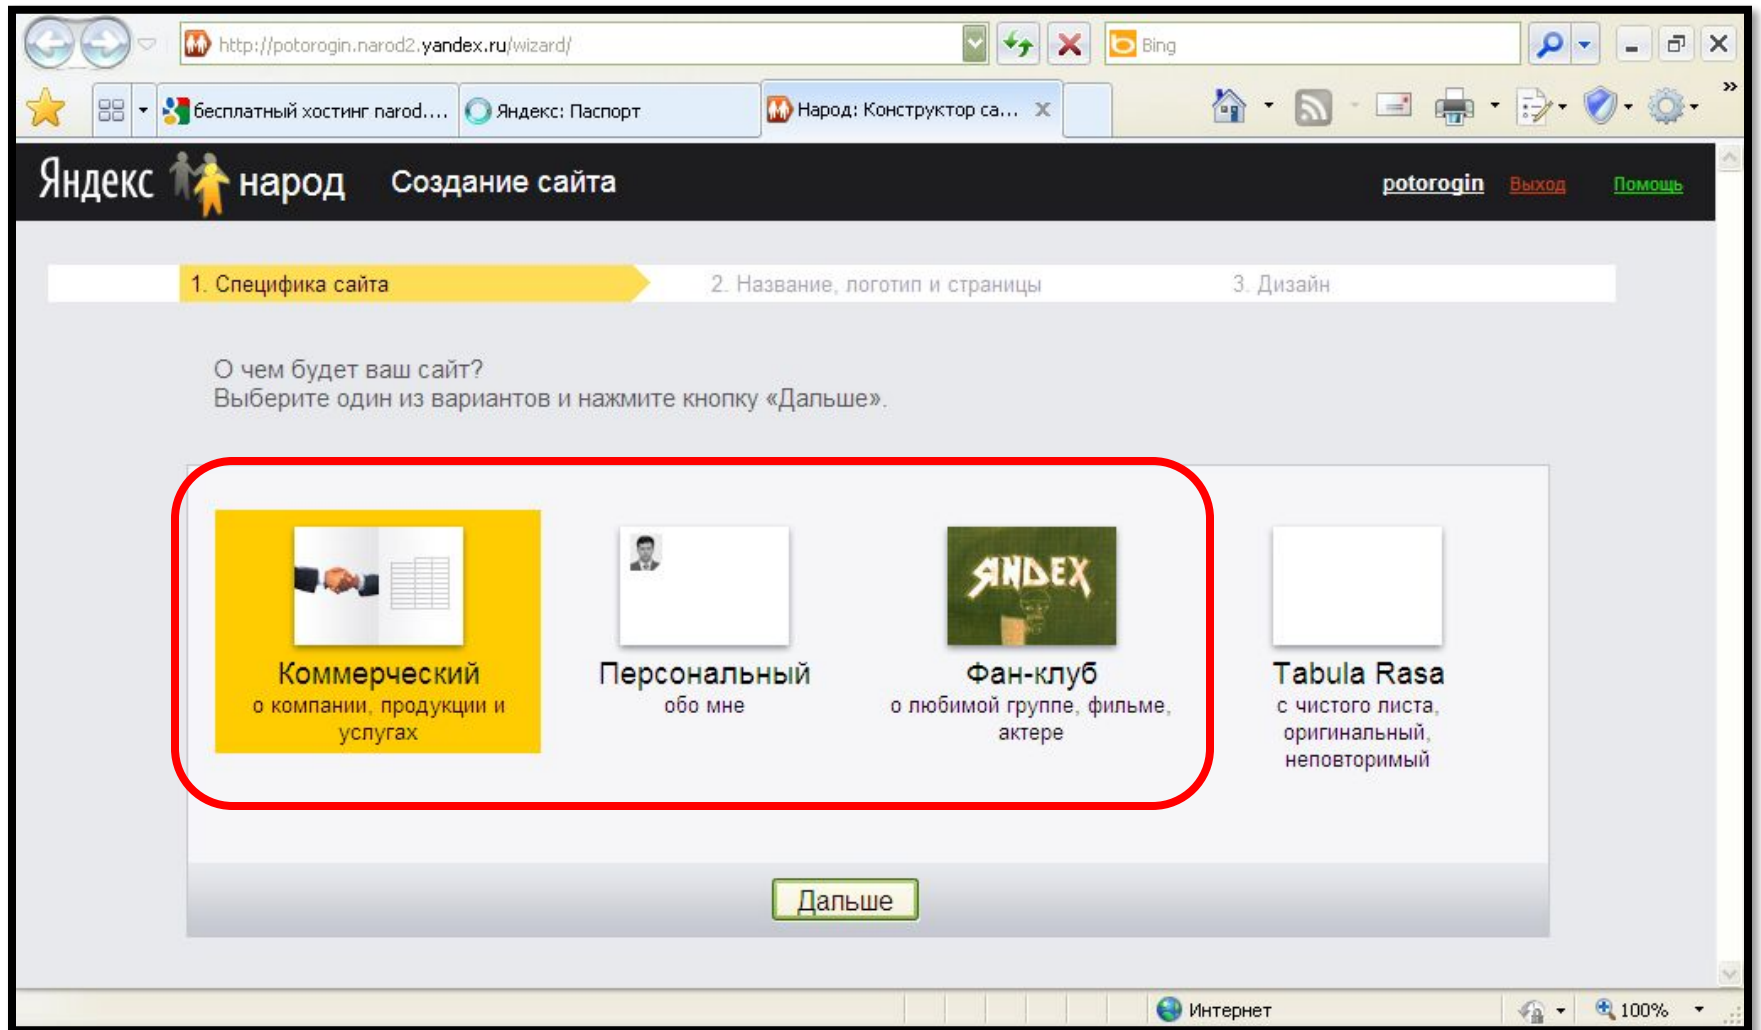 http://potorogin.narod2.yandex.ru/wizard/
Bing
бесплатный хостинг narod.... Яндекс: Паспорт Народ: Конструктор са...
Яндекс народ Создание сайта potorogin Выход Помощь
1. Специфика сайта 2. Название, логотип и страницы 3. Дизайн
О чем будет ваш сайт?
Выберите один из вариантов и нажмите кнопку «Дальше».
ЯNDEX
Коммерческий
о компании, продукции и
услугах
Персональный
обо мне
Фан-клуб
о любимой группе, фильме,
актере
Tabula Rasa
с чистого листа,
оригинальный,
неповторимый
Дальше
Интернет 100%